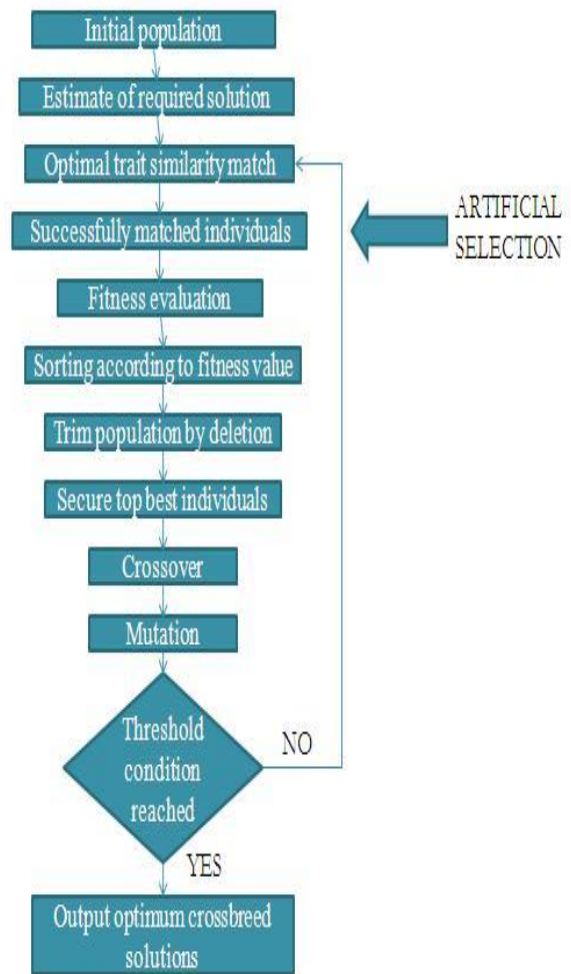 Initial population
Estimate of required solution
Optimal trait similarity match
ARTIFICIAL
SELECTION
Successfully matched individuals
Fitness evaluation
Sorting according to fitness value
Trim population by deletion
Secure top best individuals
Crossover
Mutation
Threshold
condition
reached
NO
YES
Output optimum crossbreed
solutions